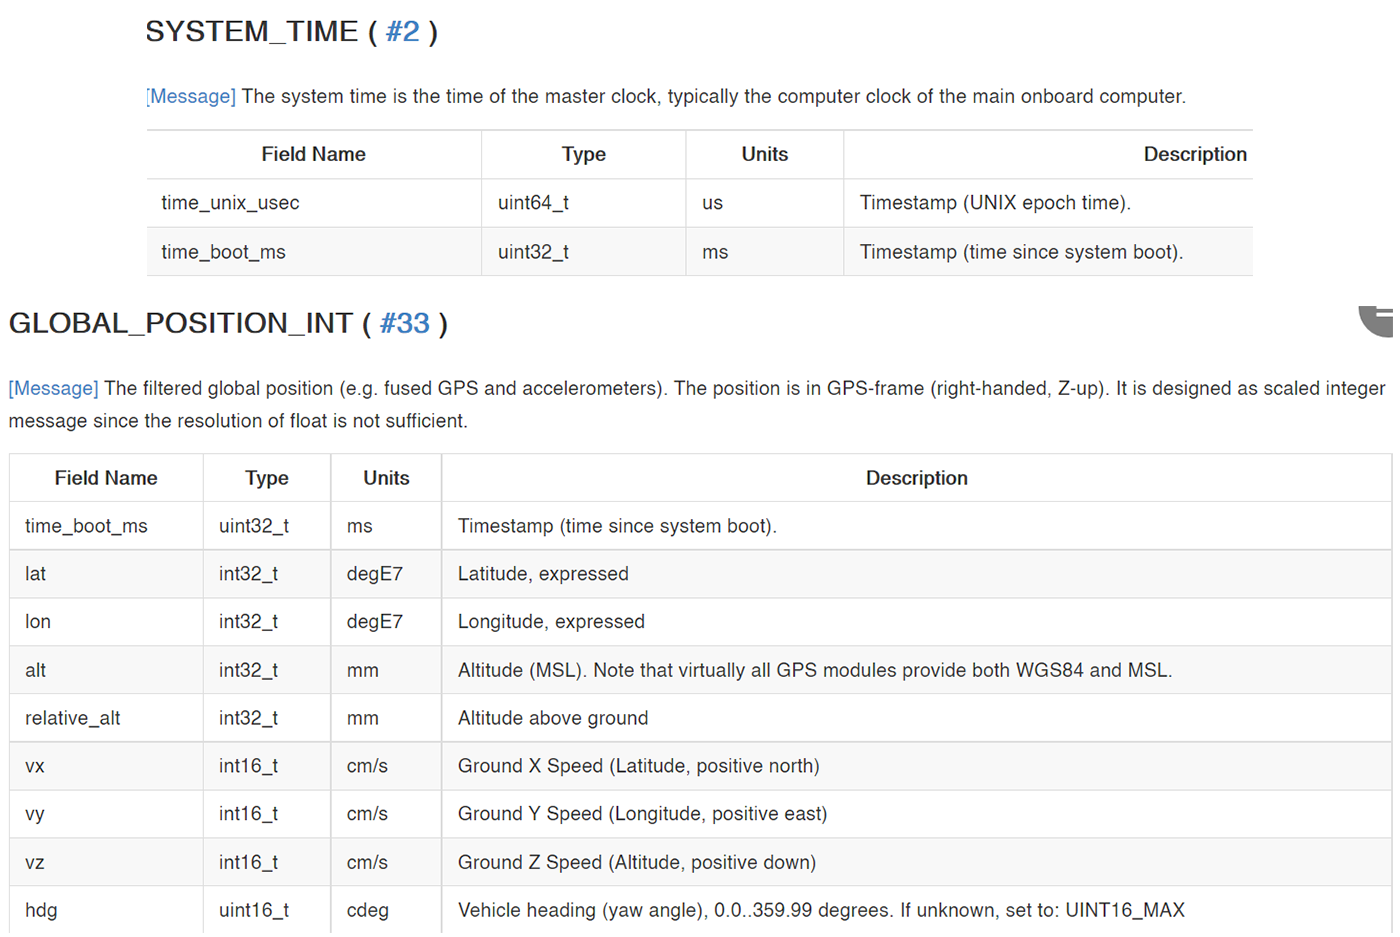 SYSTEM_TIME ( #2 )
[Message] The system time is the time of the master clock, typically the computer clock of the main onboard computer.
Field Name Type Units Description
time_unix_usec uint64_t us Timestamp (UNIX epoch time).
time_boot_ms uint32_t ms Timestamp (time since system boot).
GLOBAL_POSITION_INT ( #33 )
[Message] The filtered global position (e.g. fused GPS and accelerometers). The position is in GPS-frame (right-handed, Z-up). It is designed as scaled integer
message since the resolution of float is not sufficient.
Field Name Type Units Description
time_boot_ms uint32_t ms Timestamp (time since system boot).
lat int32_t degE7 Latitude, expressed
lon int32_t degE7 Longitude, expressed
alt int32_t mm Altitude (MSL). Note that virtually all GPS modules provide both WGS84 and MSL.
relative_alt int32_t mm Altitude above ground
vx int16_t cm/s Ground X Speed (Latitude, positive north)
vy int16_t cm/s Ground Y Speed (Longitude, positive east)
vz int16_t cm/s Ground Z Speed (Altitude, positive down)
hdg uint16_t cdeg Vehicle heading (yaw angle), 0.0..359.99 degrees. If unknown, set to: UINT16_MAX